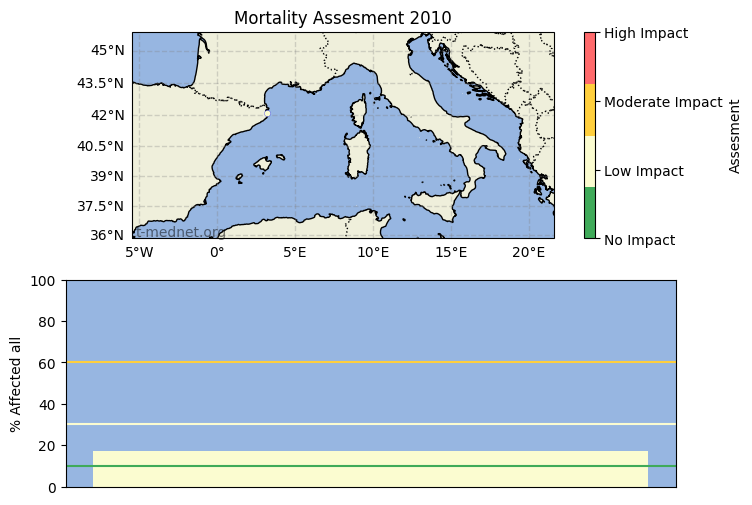 Mortality Assesment 2010
45°N
43.5°N
42°N
40.5°N
39°N
37.5°N
36°N
t-mednet.org
5°W 0° 5°E 10°E 15°E 20°E
High Impact
Moderate Impact
Low Impact
No Impact
Assesment
100
80
60
40
20
0
% Affected all